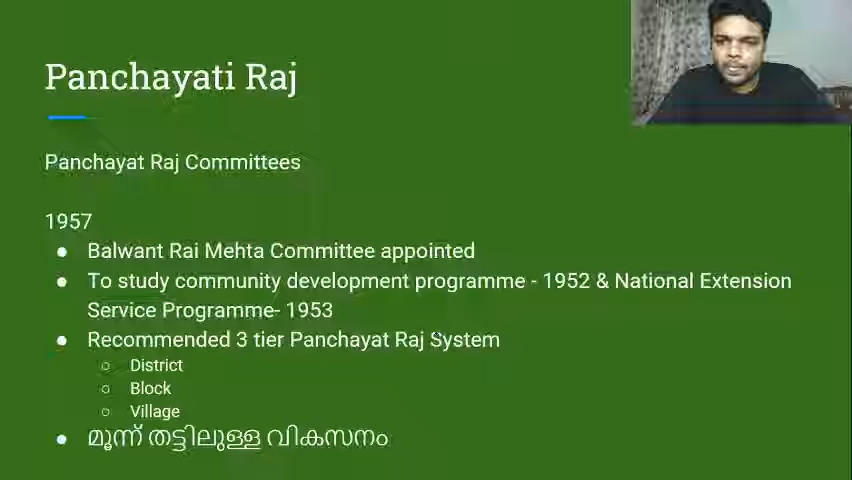 Panchayati Raj
Panchayat Raj Committees
1957
● Balwant Rai Mehta Committee appointed
● To study community development programme - 1952 & National Extension
Service Programme- 1953
● Recommended 3 tier Panchayat Raj System
○ District
○ Block
○ Village
● മൂന്ന് തട്ടിലുള്ള വികസനം